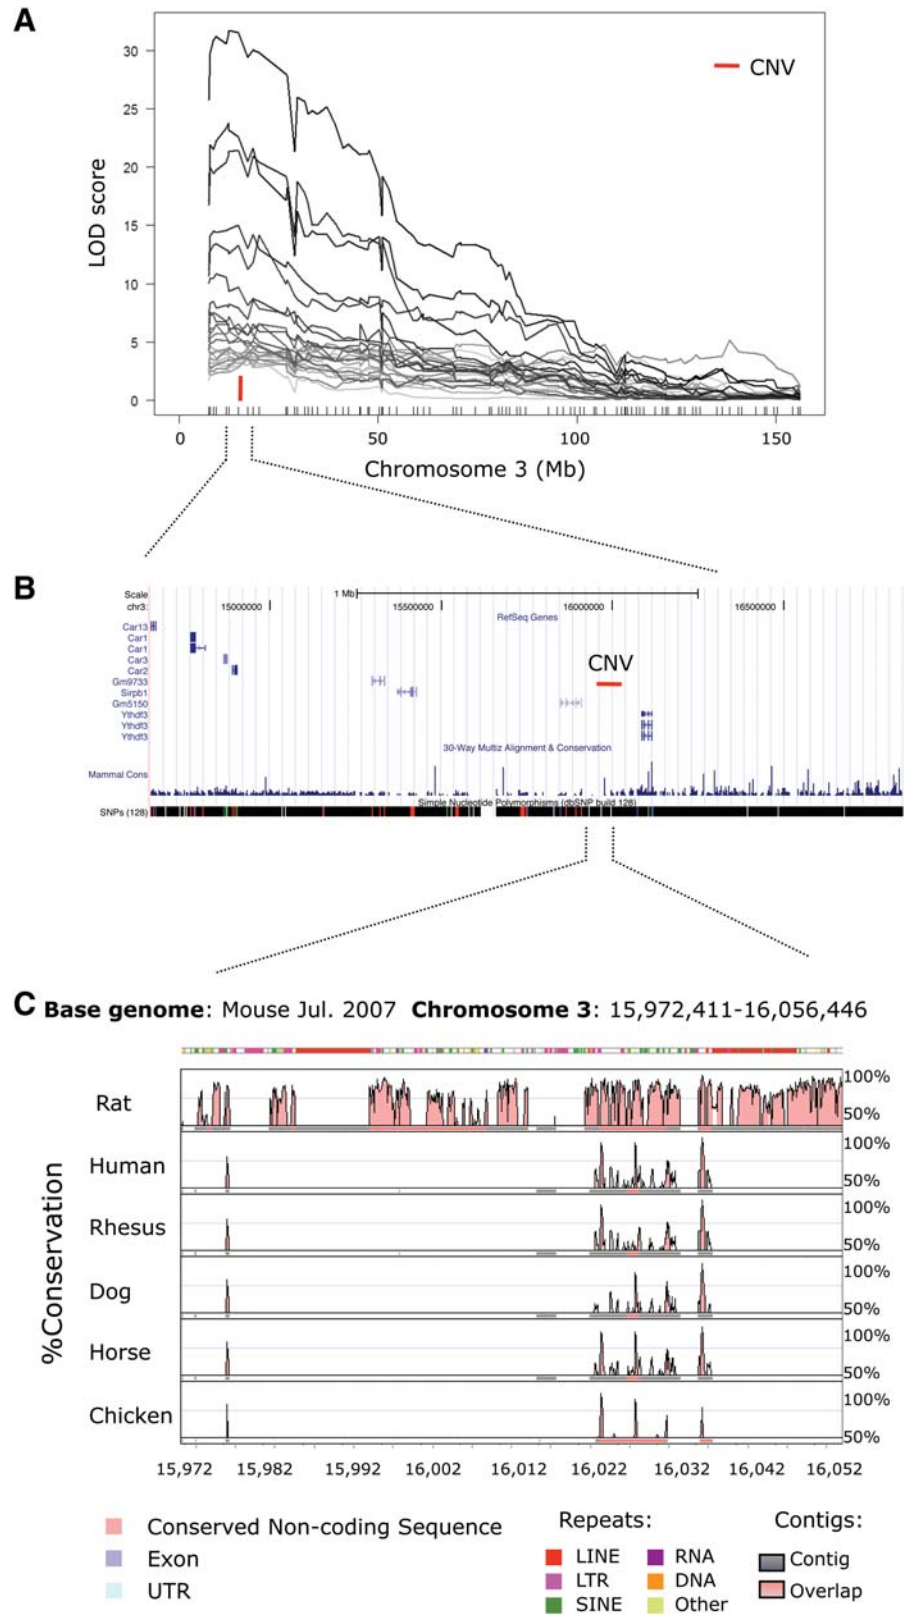 A
LOD score
30
25
20
15
10
5
0
CNV
0 50 100 150
Chromosome 3 (Mb)
B
Scale 1 Mb
chr3: 15000000 15500000 16000000 16500000
RefSeq Genes
Car13
Car1
Car1
Car3
Car2
Gm9733
Sirpb1
Gm5150
Ythdf3
Ythdf3
Ythdf3
CNV
30-Way Multiz Alignment & Conservation
Mammal Cons
Simple Nucleotide Polymorphisms (dbSNP build 128)
SNPs (128)
C Base genome: Mouse Jul. 2007 Chromosome 3: 15,972,411-16,056,446
%Conservation
Rat 100% 50%
Human 100% 50%
Rhesus 100% 50%
Dog 100% 50%
Horse 100% 50%
Chicken 100% 50%
15,972 15,982 15,992 16,002 16,012 16,022 16,032 16,042 16,052
Conserved Non-coding Sequence
Exon
UTR
Repeats:
LINE RNA
LTR DNA
SINE Other
Contigs:
Contig
Overlap